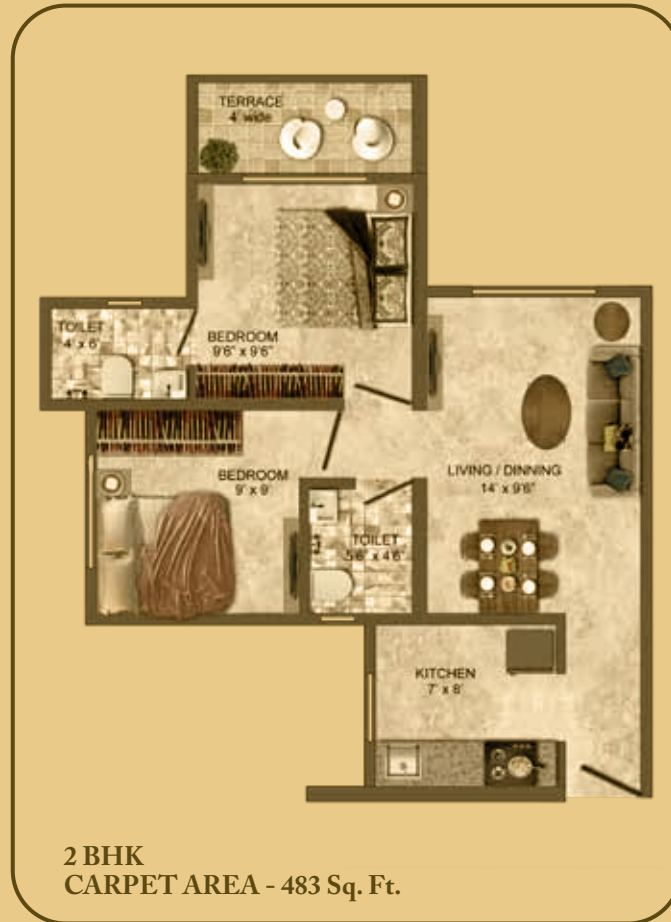 TERRACE
4' wide
TOILET
4' x 6'
BEDROOM
9'6" x 9'6"
BEDROOM
9' x 9'
LIVING / DINNING
14' x 9'6"
TOILET
5'6" x 4'6"
KITCHEN
7' x 8'
2 BHK
CARPET AREA - 483 Sq. Ft.